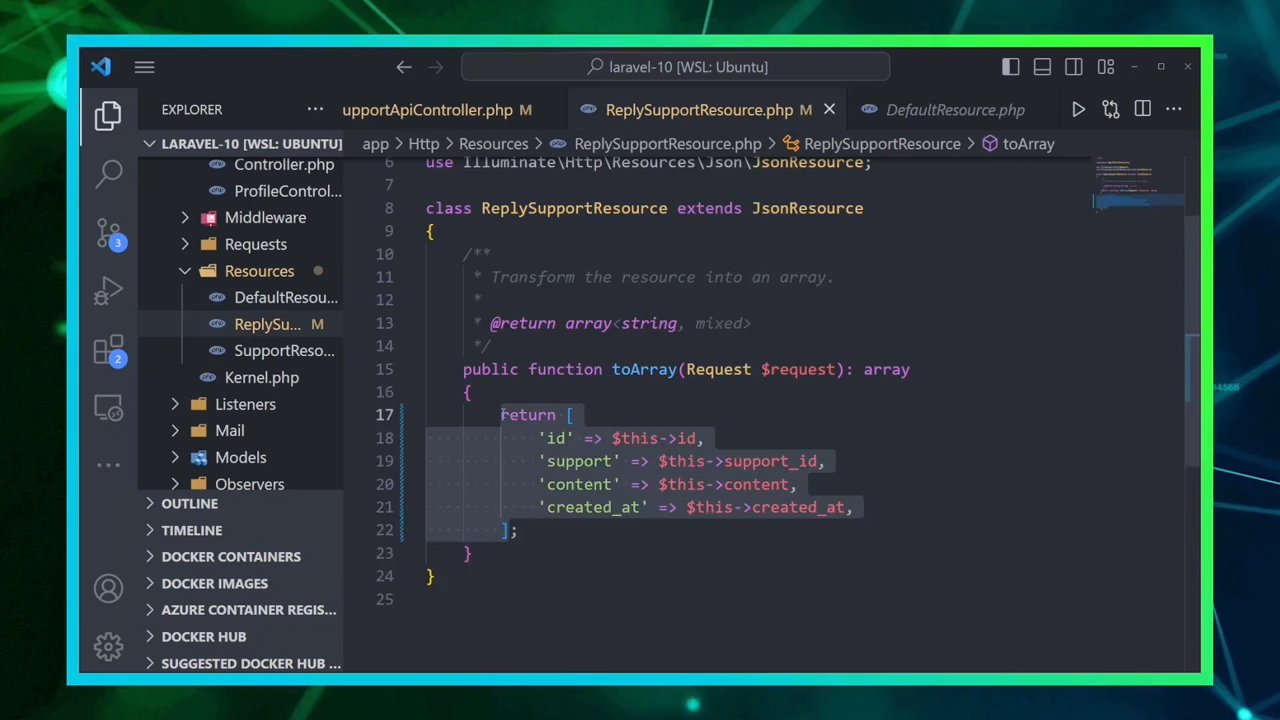 laravel-10 [WSL: Ubuntu]
EXPLORER
upportApiController.php M
ReplySupportResource.php M
DefaultResource.php
LARAVEL-10 [WSL: UBUNTU]
app > Http > Resources > ReplySupportResource.php > ReplySupportResource > toArray
Controller.php
ProfileControl...
Middleware
Requests
Resources
DefaultResou...
ReplySu... M
SupportReso...
Kernel.php
Listeners
Mail
Models
Observers
OUTLINE
TIMELINE
DOCKER CONTAINERS
DOCKER IMAGES
AZURE CONTAINER REGIS...
DOCKER HUB
SUGGESTED DOCKER HUB ...
3
2
6 use Illuminate\Http\Resources\Json\JsonResource;
7
8 class ReplySupportResource extends JsonResource
9 {
10 /**
11 * Transform the resource into an array.
12 *
13 * @return array<string, mixed>
14 */
15 public function toArray(Request $request): array
16 {
17 return [
18 'id' => $this->id,
19 'support' => $this->support_id,
20 'content' => $this->content,
21 'created_at' => $this->created_at,
22 ];
23 }
24 }
25